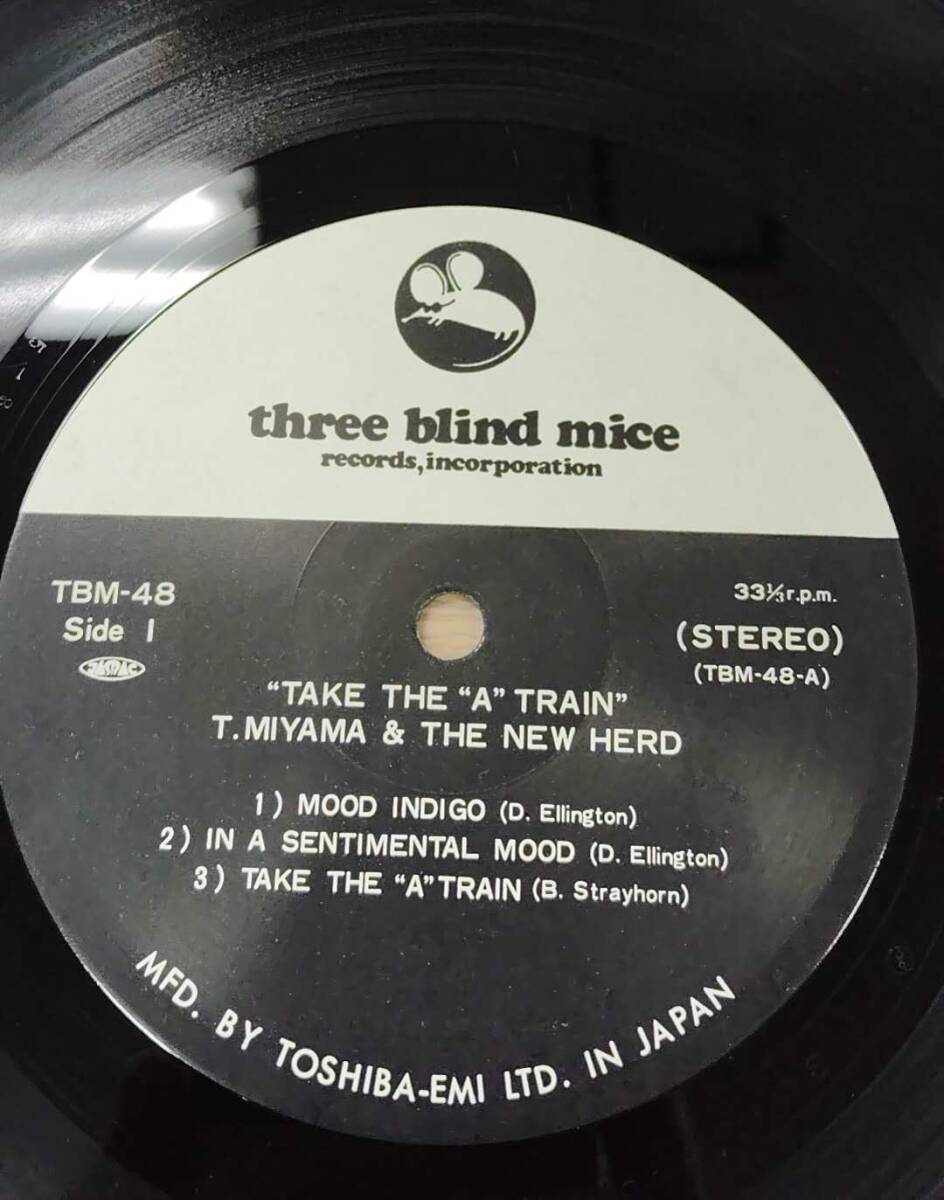 three blind mice
records, incorporation
TBM-48
33⅓ r.p.m.
Side 1
(STEREO)
JASRAC
(TBM-48-A)
"TAKE THE "A" TRAIN"
T.MIYAMA & THE NEW HERD
1) MOOD INDIGO (D. Ellington)
2) IN A SENTIMENTAL MOOD (D. Ellington)
3) TAKE THE "A" TRAIN (B. Strayhorn)
MFD. BY TOSHIBA-EMI LTD. IN JAPAN